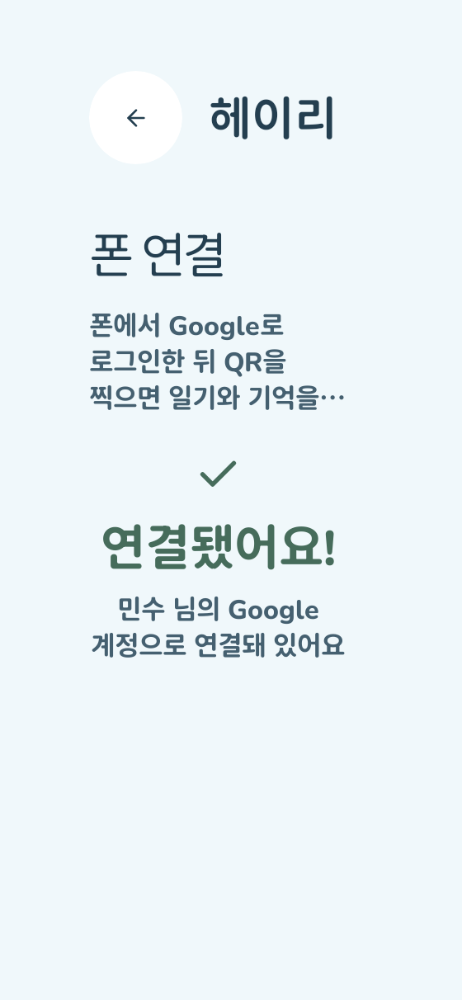 헤이리
폰 연결
폰에서 Google로
로그인한 뒤 QR을
찍으면 일기와 기억을…
연결됐어요!
민수 님의 Google
계정으로 연결돼 있어요